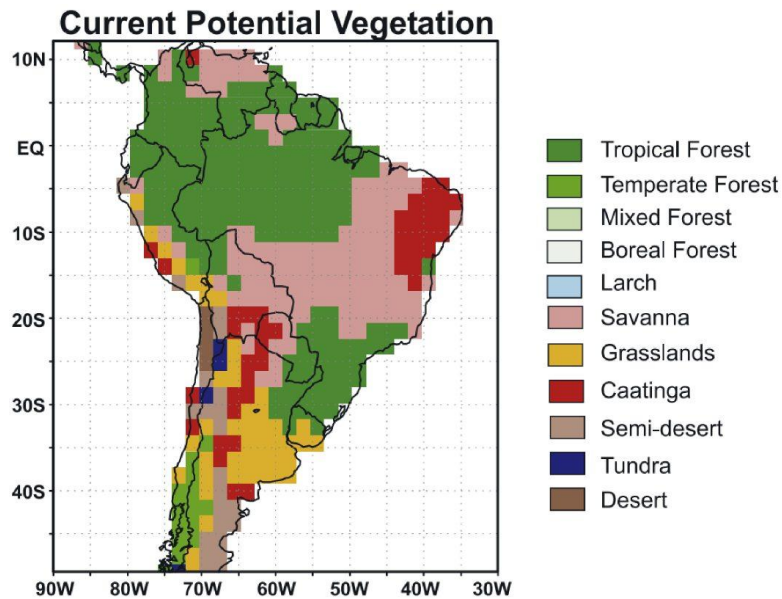 Current Potential Vegetation
10N
EQ
10S
20S
30S
40S
90W 80W 70W 60W 50W 40W 30W
Tropical Forest
Temperate Forest
Mixed Forest
Boreal Forest
Larch
Savanna
Grasslands
Caatinga
Semi-desert
Tundra
Desert